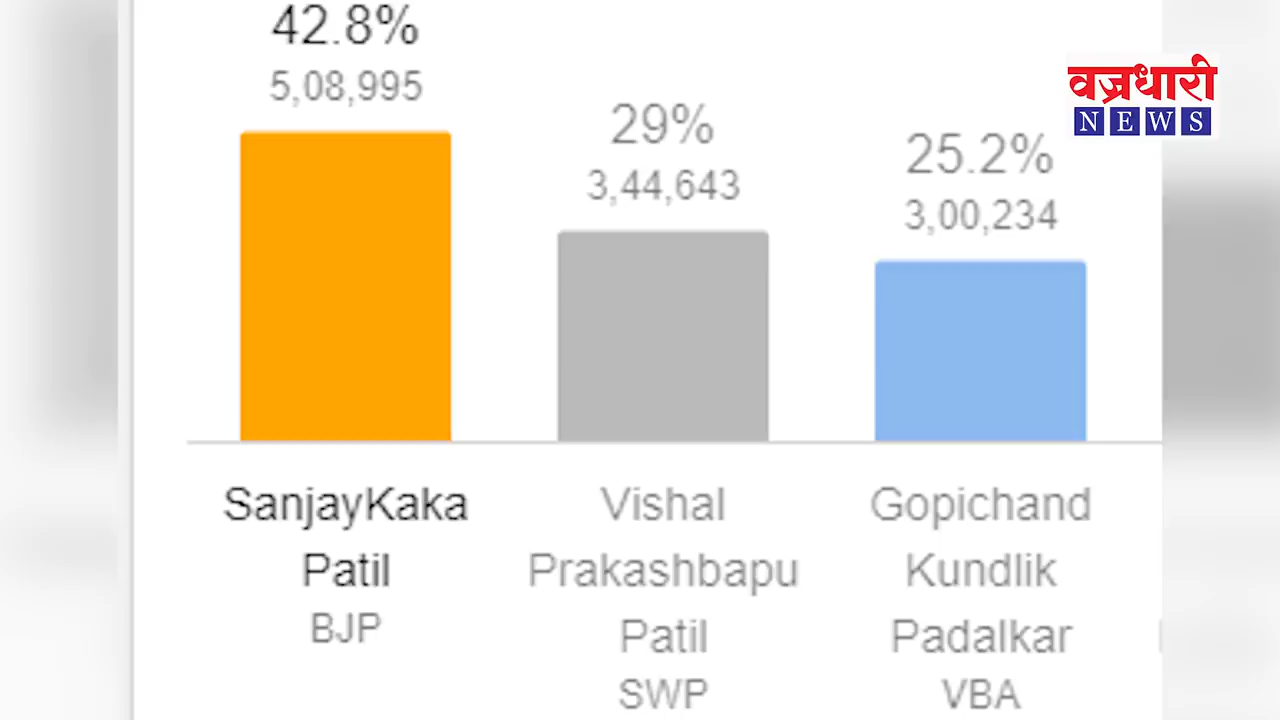 42.8%
5,08,995
29%
3,44,643
25.2%
3,00,234
वज्रधारी
NEWS
SanjayKaka
Patil
BJP
Vishal
Prakashbapu
Patil
SWP
Gopichand
Kundlik
Padalkar
VBA